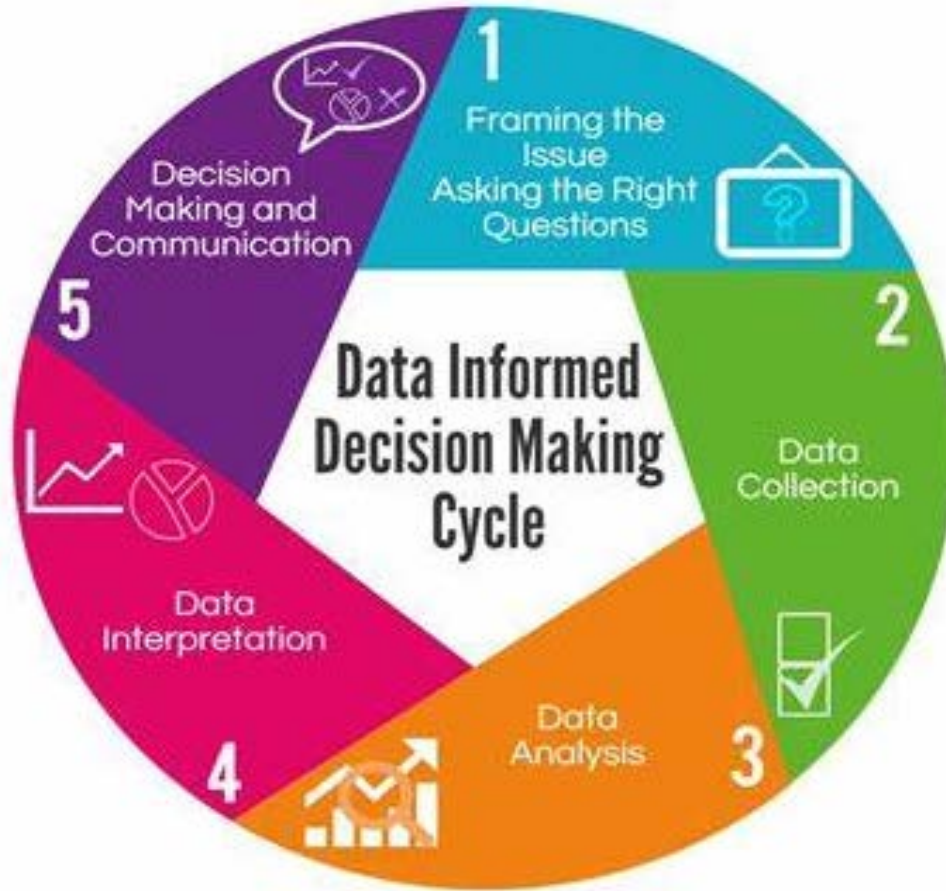 Data Informed
Decision Making
Cycle
1
Framing the
Issue
Asking the Right
Questions
?
2
Data
Collection
3
Data
Analysis
4
Data
Interpretation
5
Decision
Making and
Communication